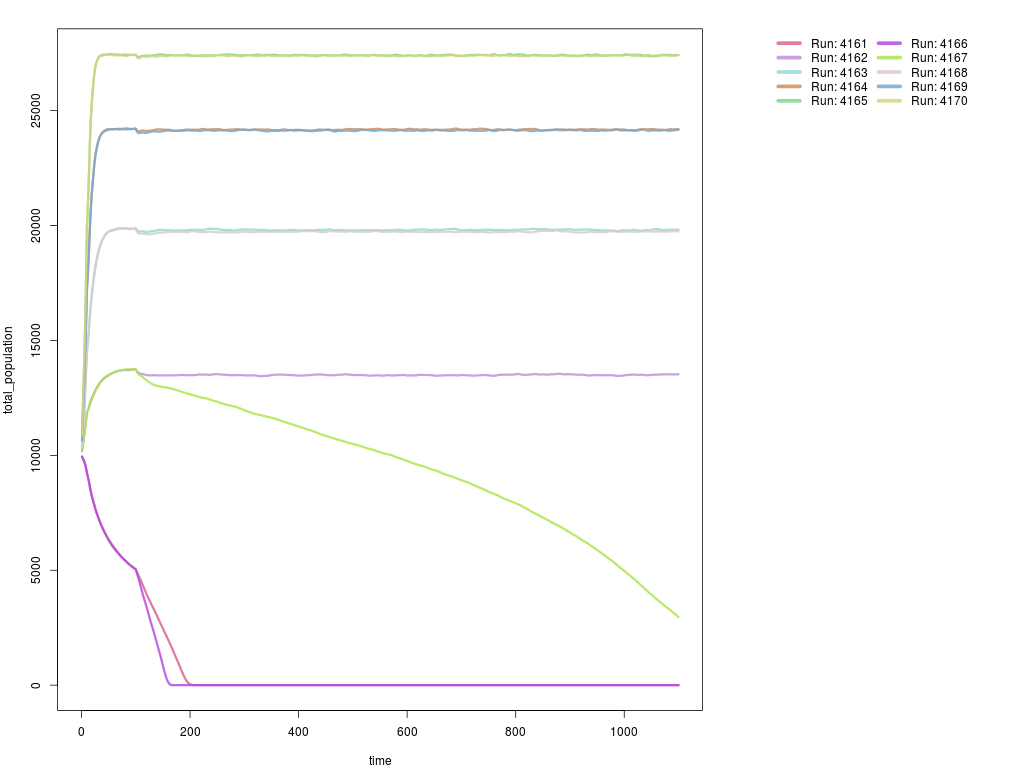 Run: 4161 Run: 4166
Run: 4162 Run: 4167
Run: 4163 Run: 4168
Run: 4164 Run: 4169
Run: 4165 Run: 4170
total_population
25000
20000
15000
10000
5000
0
0 200 400 600 800 1000
time